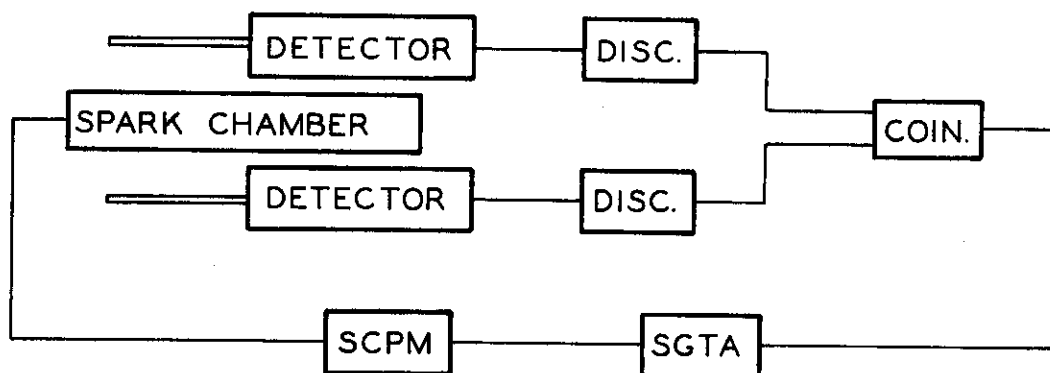 DETECTOR
DISC.
SPARK CHAMBER
COIN.
DETECTOR
DISC.
SCPM
SGTA